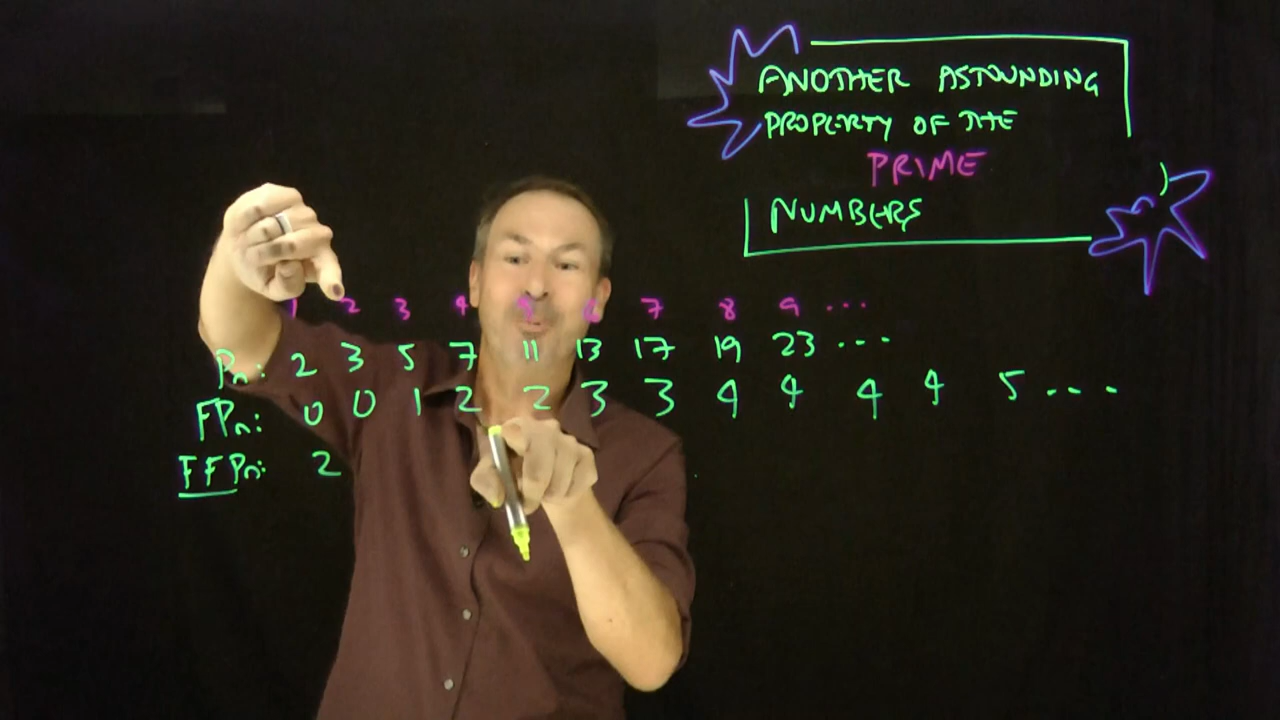 ANOTHER ASTOUNDING
PROPERTY OF THE
PRIME
NUMBERS
1 2 3 4 5 6 7 8 9 ...
Pn: 2 3 5 7 11 13 17 19 23 ...
FPn: 0 0 1 2 2 3 3 4 4 4 4 5 ...
FFPn: 2